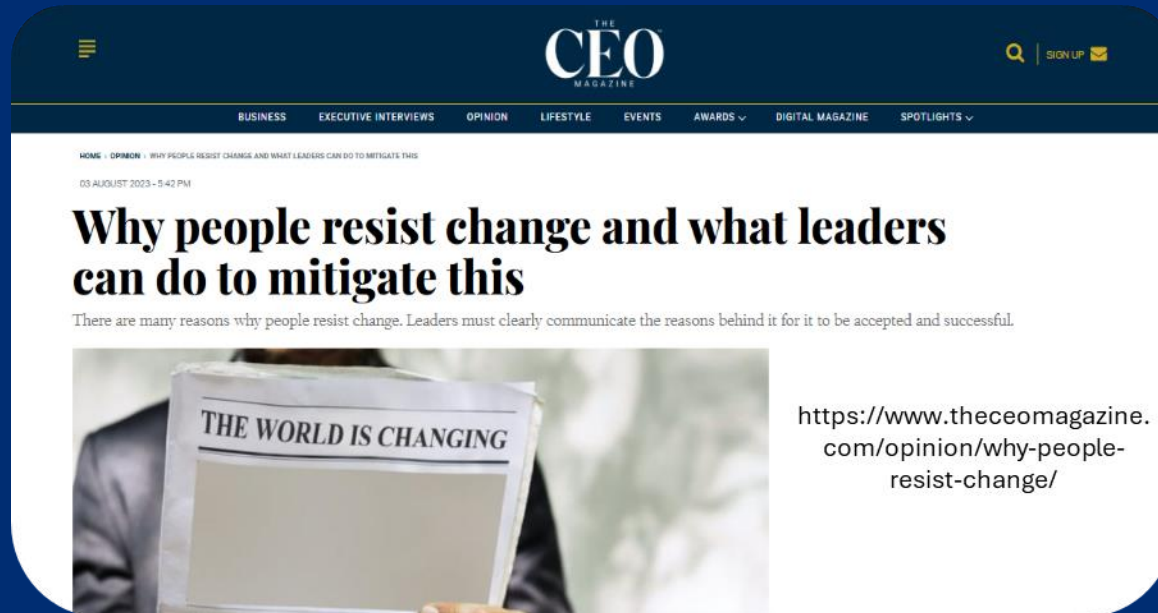 THE
CEO
MAGAZINE
SIGN UP
BUSINESS EXECUTIVE INTERVIEWS OPINION LIFESTYLE EVENTS AWARDS DIGITAL MAGAZINE SPOTLIGHTS
HOME › OPINION › WHY PEOPLE RESIST CHANGE AND WHAT LEADERS CAN DO TO MITIGATE THIS
03 AUGUST 2023 - 5:42 PM
Why people resist change and what leaders
can do to mitigate this
There are many reasons why people resist change. Leaders must clearly communicate the reasons behind it for it to be accepted and successful.
THE WORLD IS CHANGING
https://www.theceomagazine.
com/opinion/why-people-
resist-change/